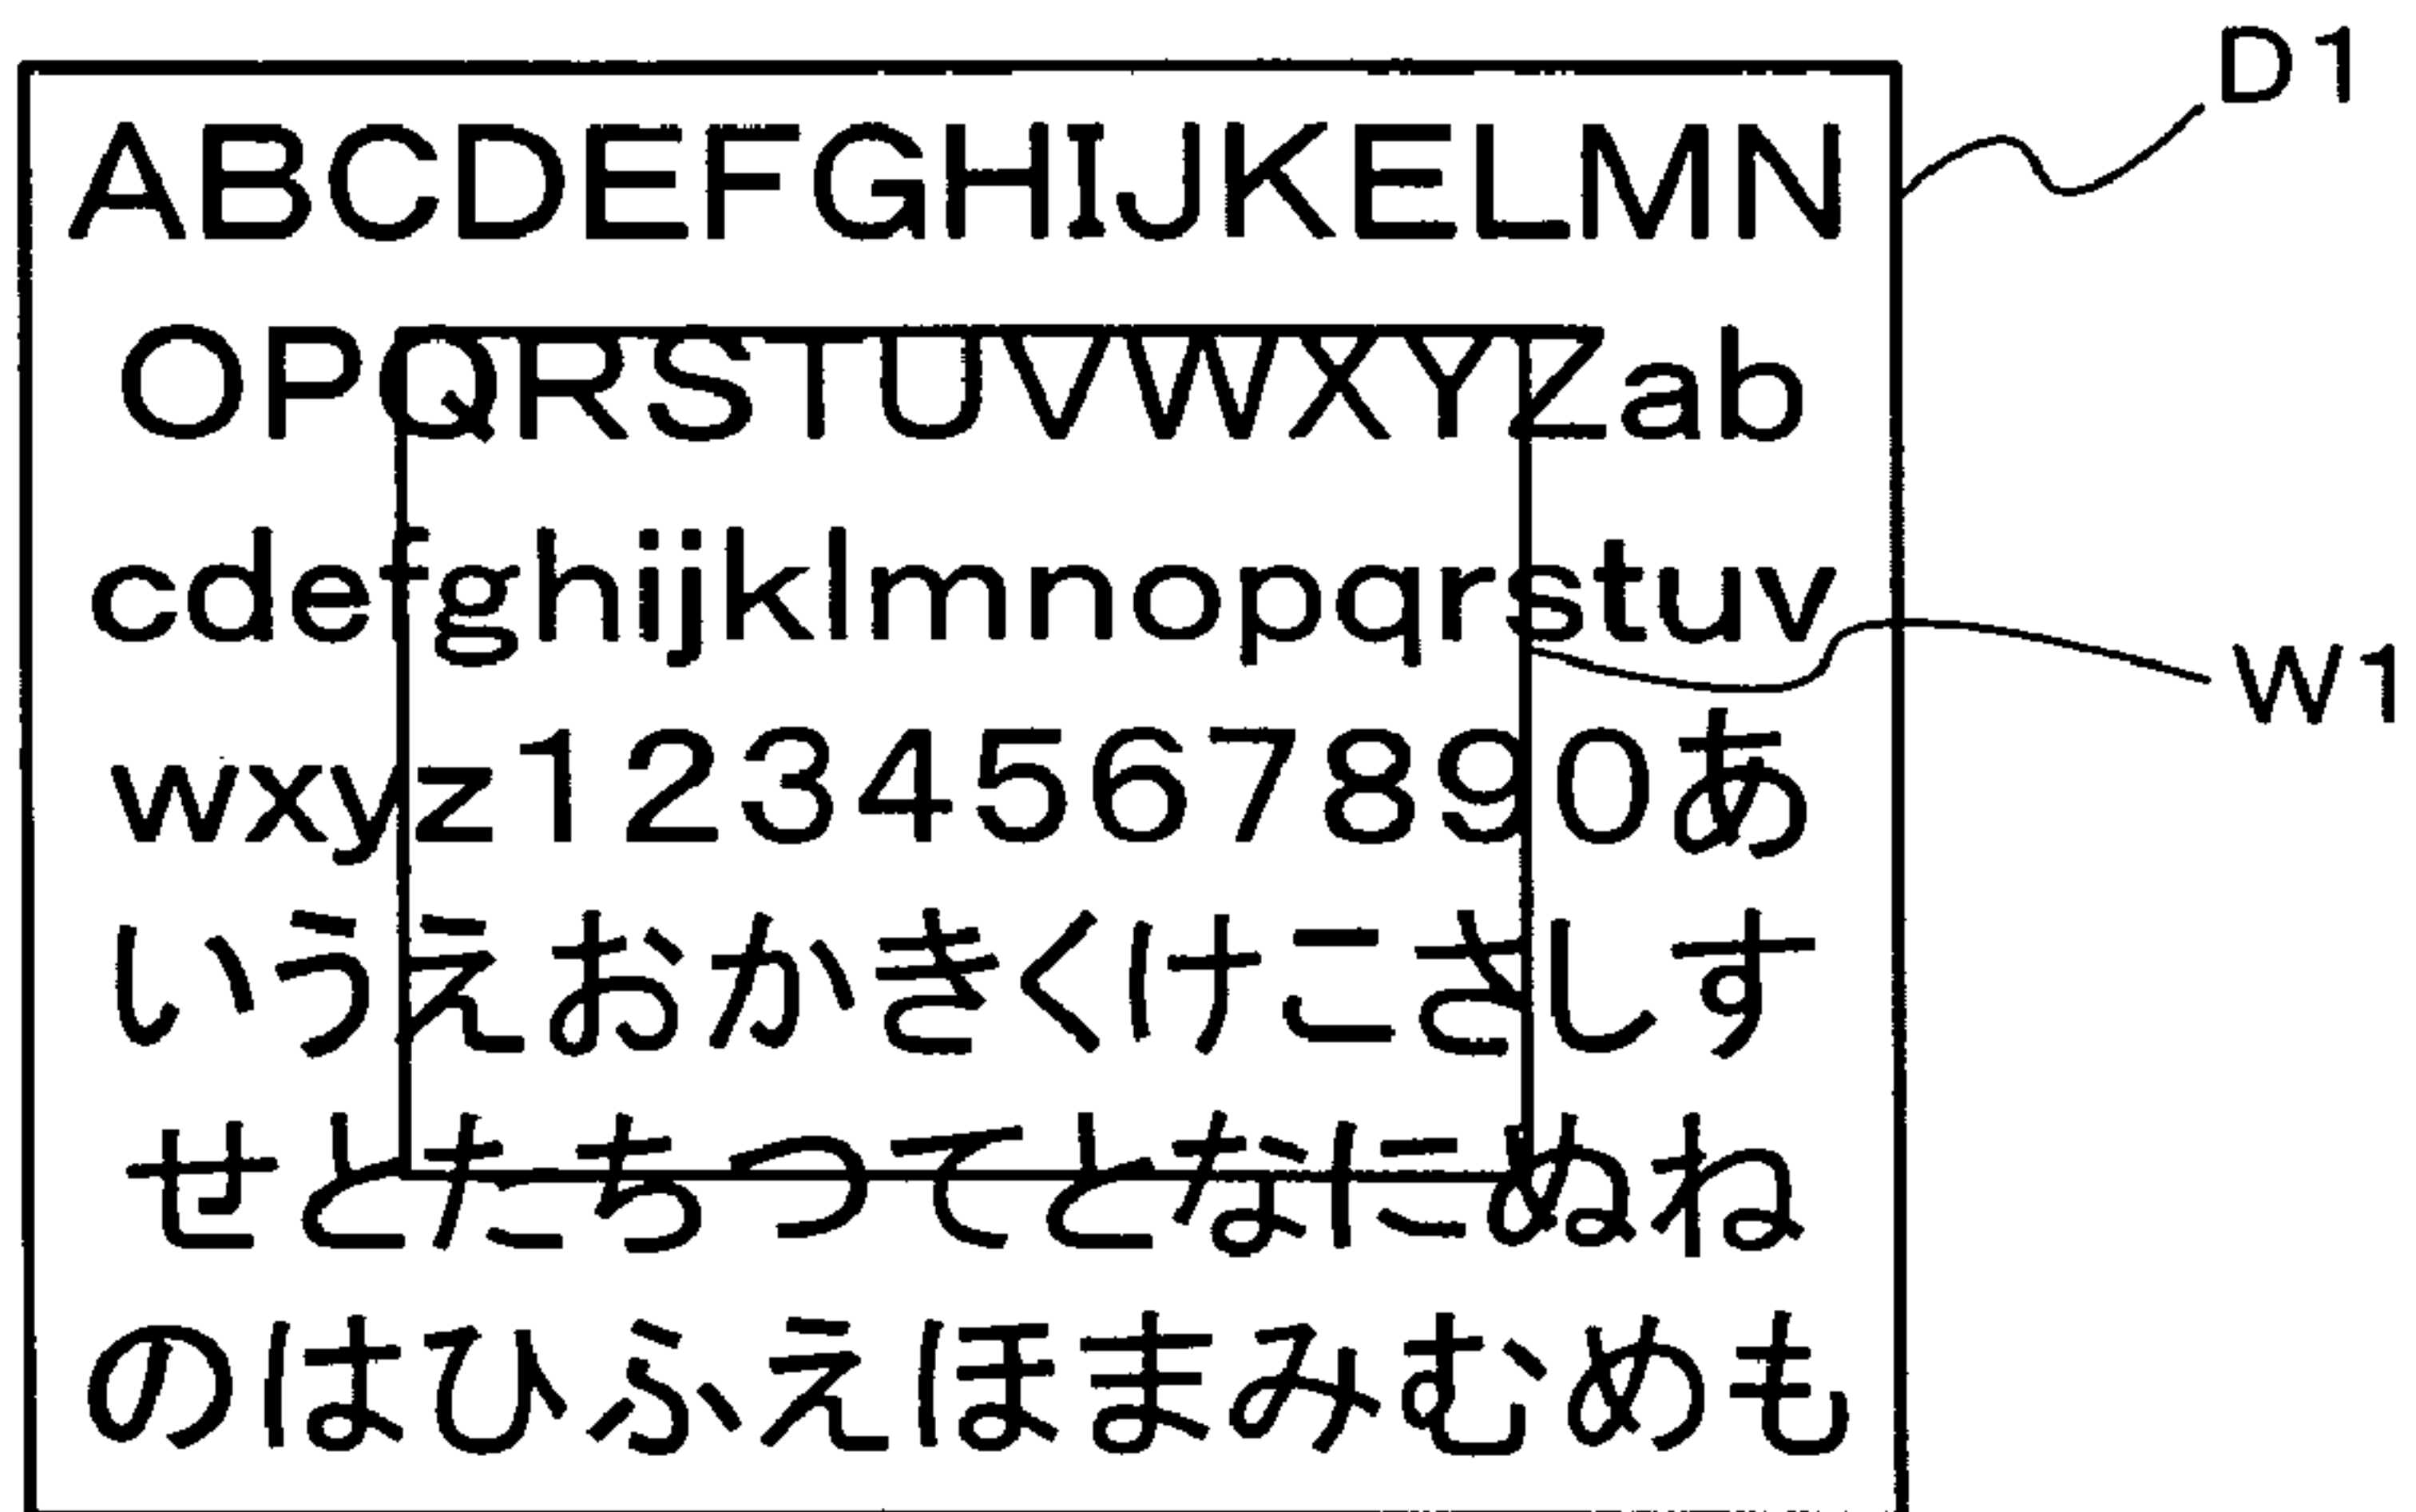 D1
ABCDEFGHIJKELMN
OPQRSTUVWXYZab
cdefghijklmnopqrstuv
W1
wxyz1234567890あ
いうえおかきくけこさしす
せとたちつてとなにぬね
のはひふえほまみむめも